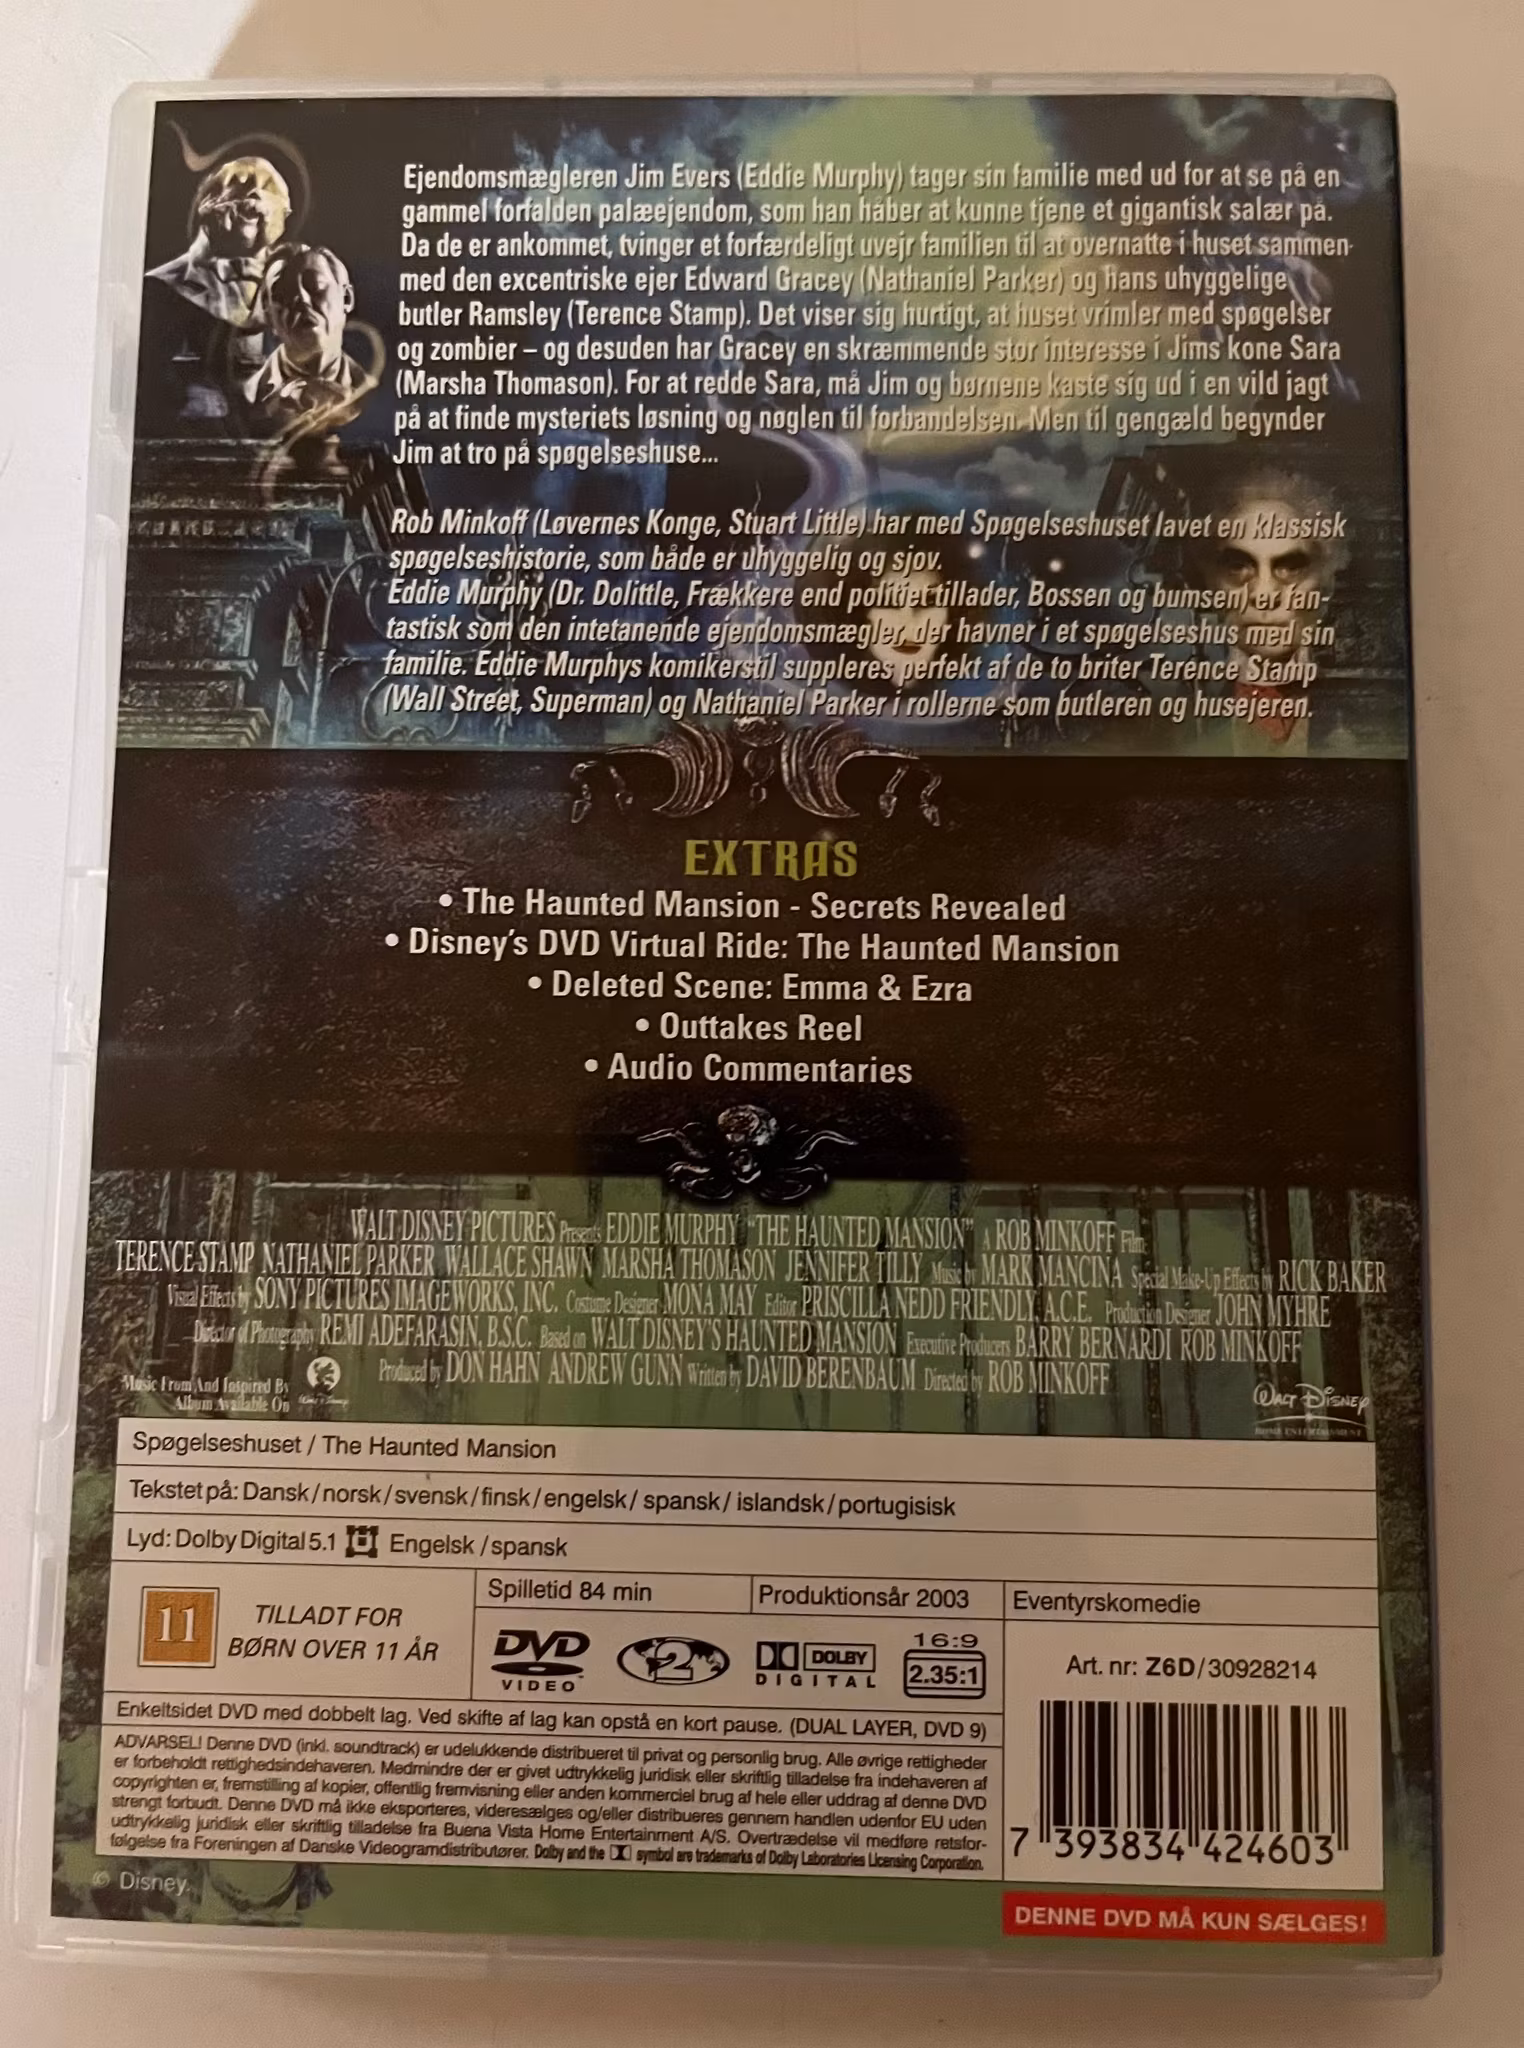 Ejendomsmægleren Jim Evers (Eddie Murphy) tager sin familie med ud for at se på en
gammel forfalden palæejendom, som han håber at kunne tjene et gigantisk salær på.
Da de er ankommet, tvinger et forfærdeligt uvejr familien til at overnatte i huset sammen
med den excentriske ejer Edward Gracey (Nathaniel Parker) og hans uhyggelige
butler Ramsley (Terence Stamp). Det viser sig hurtigt, at huset vrimler med spøgelser
og zombier – og desuden har Gracey en skræmmende stor interesse i Jims kone Sara
(Marsha Thomason). For at redde Sara, må Jim og børnene kaste sig ud i en vild jagt
på at finde mysteriets løsning og nøglen til forbandelsen. Men til gengæld begynder
Jim at tro på spøgelseshuse...
Rob Minkoff (Løvernes Konge, Stuart Little) har med Spøgelseshuset lavet en klassisk
spøgelseshistorie, som både er uhyggelig og sjov.
Eddie Murphy (Dr. Dolittle, Frækkere end politiet tillader, Bossen og bumsen) er fan-
tastisk som den intetanende ejendomsmægler, der havner i et spøgelseshus med sin
familie. Eddie Murphys komikerstil suppleres perfekt af de to briter Terence Stamp
(Wall Street, Superman) og Nathaniel Parker i rollerne som butleren og husejeren.
EXTRAS
• The Haunted Mansion - Secrets Revealed
• Disney's DVD Virtual Ride: The Haunted Mansion
• Deleted Scene: Emma & Ezra
• Outtakes Reel
• Audio Commentaries
WALT DISNEY PICTURES Presents EDDIE MURPHY "THE HAUNTED MANSION" A ROB MINKOFF Film
TERENCE STAMP NATHANIEL PARKER WALLACE SHAWN MARSHA THOMASON JENNIFER TILLY Music by MARK MANCINA Special Make-Up Effects by RICK BAKER
Visual Effects by SONY PICTURES IMAGEWORKS, INC. Costume Designer MONA MAY Editor PRISCILLA NEDD FRIENDLY, A.C.E. Production Designer JOHN MYHRE
Director of Photography REMI ADEFARASIN, B.S.C. Based on WALT DISNEY'S HAUNTED MANSION Executive Producers BARRY BERNARDI ROB MINKOFF
Produced by DON HAHN ANDREW GUNN Written by DAVID BERENBAUM Directed by ROB MINKOFF
Music From And Inspired By
Album Available On
WALT DISNEY
HOME ENTERTAINMENT
Spøgelseshuset / The Haunted Mansion
Tekstet på: Dansk/norsk/svensk/finsk/engelsk/spansk/islandsk/portugisisk
Lyd: Dolby Digital 5.1 Engelsk/spansk
11 TILLADT FOR
BØRN OVER 11 ÅR
Spilletid 84 min
Produktionsår 2003
Eventyrskomedie
DVD
VIDEO
2
DOLBY
DIGITAL
16:9
2.35:1
Art. nr: Z6D/30928214
Enkeltsidet DVD med dobbelt lag. Ved skifte af lag kan opstå en kort pause. (DUAL LAYER, DVD 9)
ADVARSEL! Denne DVD (inkl. soundtrack) er udelukkende distribueret til privat og personlig brug. Alle øvrige rettigheder
er forbeholdt rettighedsindehaveren. Medmindre der er givet udtrykkelig juridisk eller skriftlig tilladelse fra indehaveren af
copyrighten er, fremstilling af kopier, offentlig fremvisning eller anden kommerciel brug af hele eller uddrag af denne DVD
strengt forbudt. Denne DVD må ikke eksporteres, videresælges og/eller distribueres gennem handlen udenfor EU uden
udtrykkelig juridisk eller skriftlig tilladelse fra Buena Vista Home Entertainment A/S. Overtrædelse vil medføre retsfor-
følgelse fra Foreningen af Danske Videogramdistributører. Dolby and the symbol are trademarks of Dolby Laboratories Licensing Corporation.
7 393834 424603
© Disney.
DENNE DVD MÅ KUN SÆLGES!